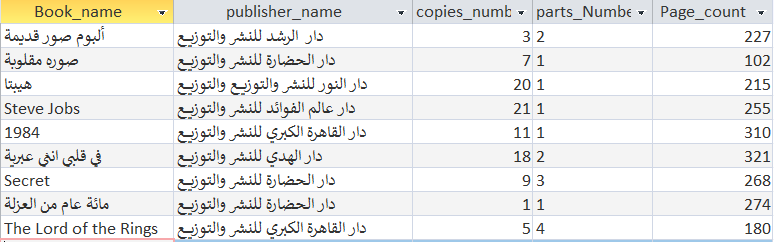 Book_name publisher_name copies_numb parts_Numbe Page_count
ألبوم صور قديمة دار الرشد للنشر والتوزيع 3 2 227
صوره مقلوبة دار الحضارة للنشر والتوزيع 7 1 102
هيبتا دار النور للنشر والتوزيع والتوزيع 20 1 215
Steve Jobs دار عالم الفوائد للنشر والتوزيع 21 1 255
1984 دار القاهرة الكبري للنشر والتوزيع 11 1 310
في قلبي انثي عبرية دار الهدي للنشر والتوزيع 18 2 321
Secret دار الحضارة للنشر والتوزيع 9 3 268
مائة عام من العزلة دار الحضارة للنشر والتوزيع 1 1 274
The Lord of the Rings دار القاهرة الكبري للنشر والتوزيع 5 4 180